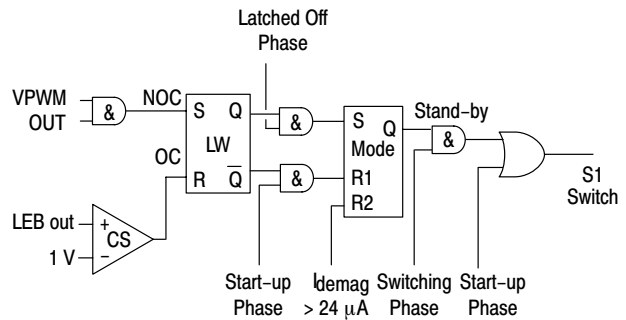 Latched Off
Phase
VPWM
OUT
&
NOC
S
Q
LW
OC
R
Q
&
&
S
Q
Mode
R1
R2
Stand–by
&
S1
Switch
LEB out
+
CS
1 V
–
Start–up
Phase
Idemag
> 24 μA
Switching
Phase
Start–up
Phase